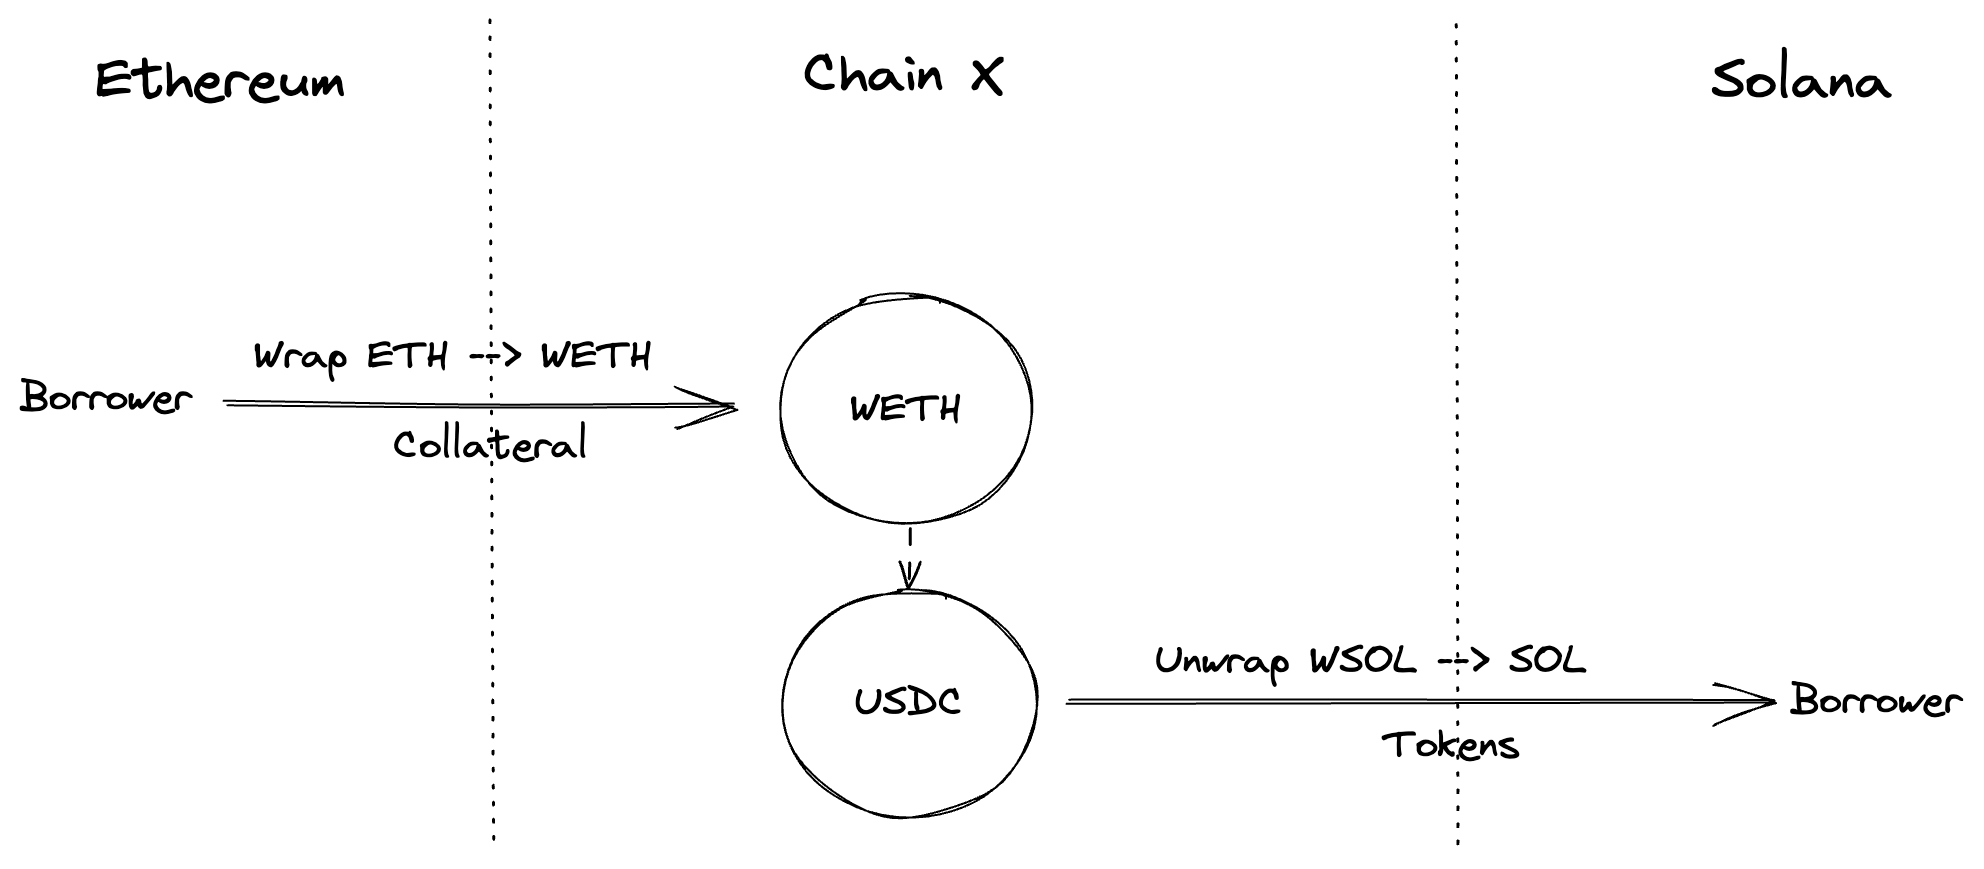 Ethereum
Chain X
Solana
Wrap ETH --> WETH
Borrower
Collateral
WETH
USDC
Unwrap WSOL --> SOL
Borrower
Tokens